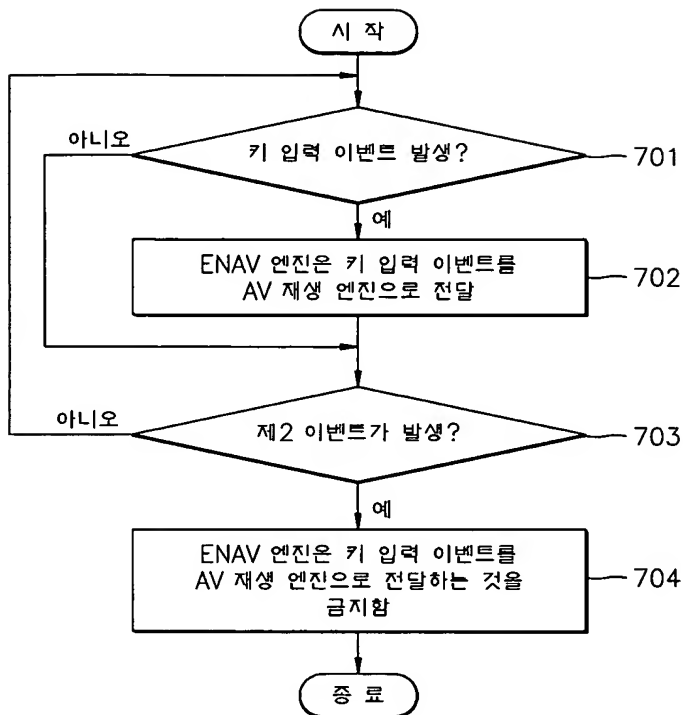 시 작
아니오
키 입력 이벤트 발생?
701
예
ENAV 엔진은 키 입력 이벤트를
AV 재생 엔진으로 전달
702
아니오
제2 이벤트가 발생?
703
예
ENAV 엔진은 키 입력 이벤트를
AV 재생 엔진으로 전달하는 것을
금지함
704
종 료